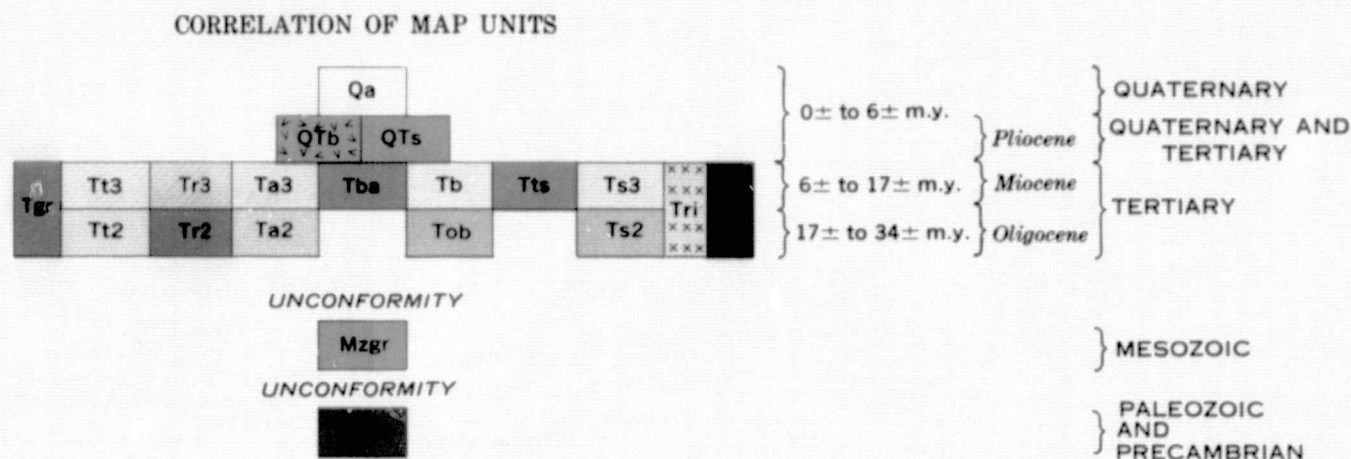 CORRELATION OF MAP UNITS
Qa
QTb QTs
Tgr Tt3 Tr3 Ta3 Tba Tb Tts Ts3 Tri
Tt2 Tr2 Ta2 Tob Ts2
0± to 6± m.y.
6± to 17± m.y.
17± to 34± m.y.
Pliocene
Miocene
Oligocene
QUATERNARY
QUATERNARY AND
TERTIARY
TERTIARY
UNCONFORMITY
Mzgr
MESOZOIC
UNCONFORMITY
PALEOZOIC
AND
PRECAMBRIAN